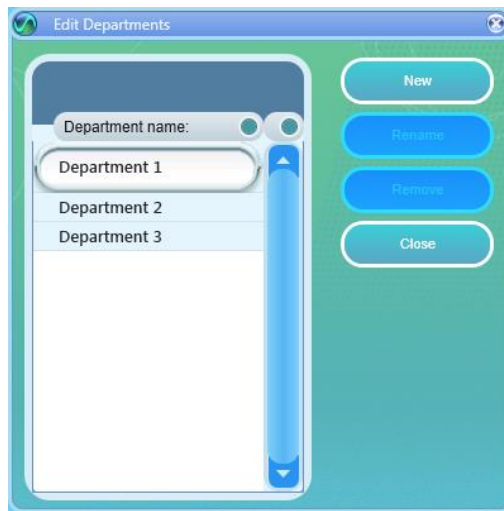 Edit Departments
New
Department name:
Rename
Department 1
Remove
Department 2
Department 3
Close